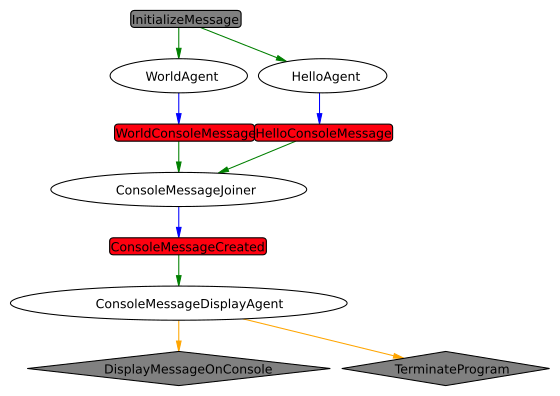 InitializeMessage
WorldAgent
HelloAgent
WorldConsoleMessage
HelloConsoleMessage
ConsoleMessageJoiner
ConsoleMessageCreated
ConsoleMessageDisplayAgent
DisplayMessageOnConsole
TerminateProgram